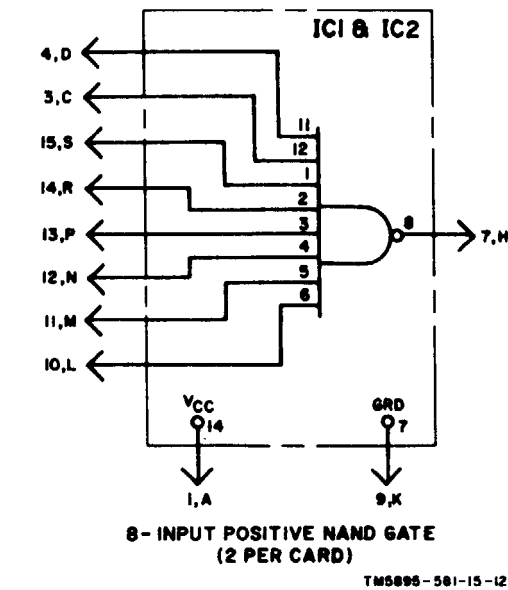 IC1 & IC2
4,D
3,C
15,S
14,R
13,P
12,N
11,M
10,L
11
12
1
2
3
4
5
6
8
7,H
VCC
14
GRD
7
1,A
9,K
8-INPUT POSITIVE NAND GATE
(2 PER CARD)
TM5895-581-15-12